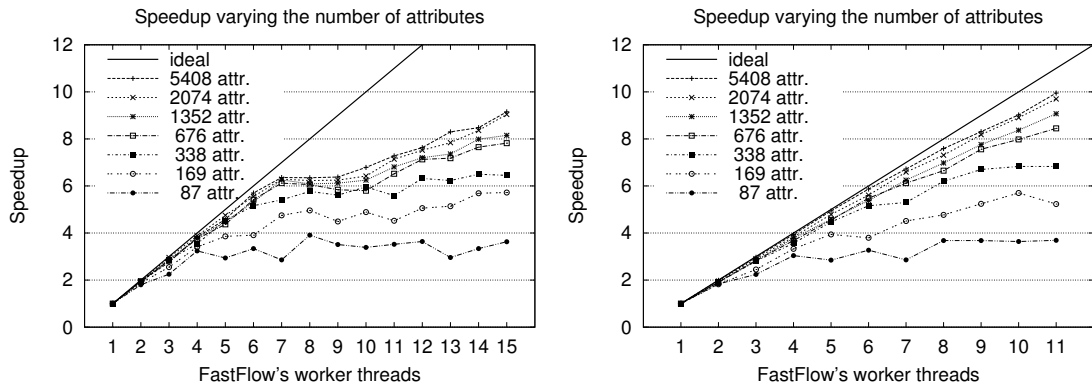 Speedup varying the number of attributes
Speedup
12
10
8
6
4
2
0
ideal
5408 attr.
2074 attr.
1352 attr.
676 attr.
338 attr.
169 attr.
87 attr.
1 2 3 4 5 6 7 8 9 10 11 12 13 14 15
FastFlow's worker threads
Speedup varying the number of attributes
Speedup
12
10
8
6
4
2
0
ideal
5408 attr.
2074 attr.
1352 attr.
676 attr.
338 attr.
169 attr.
87 attr.
1 2 3 4 5 6 7 8 9 10 11
FastFlow's worker threads